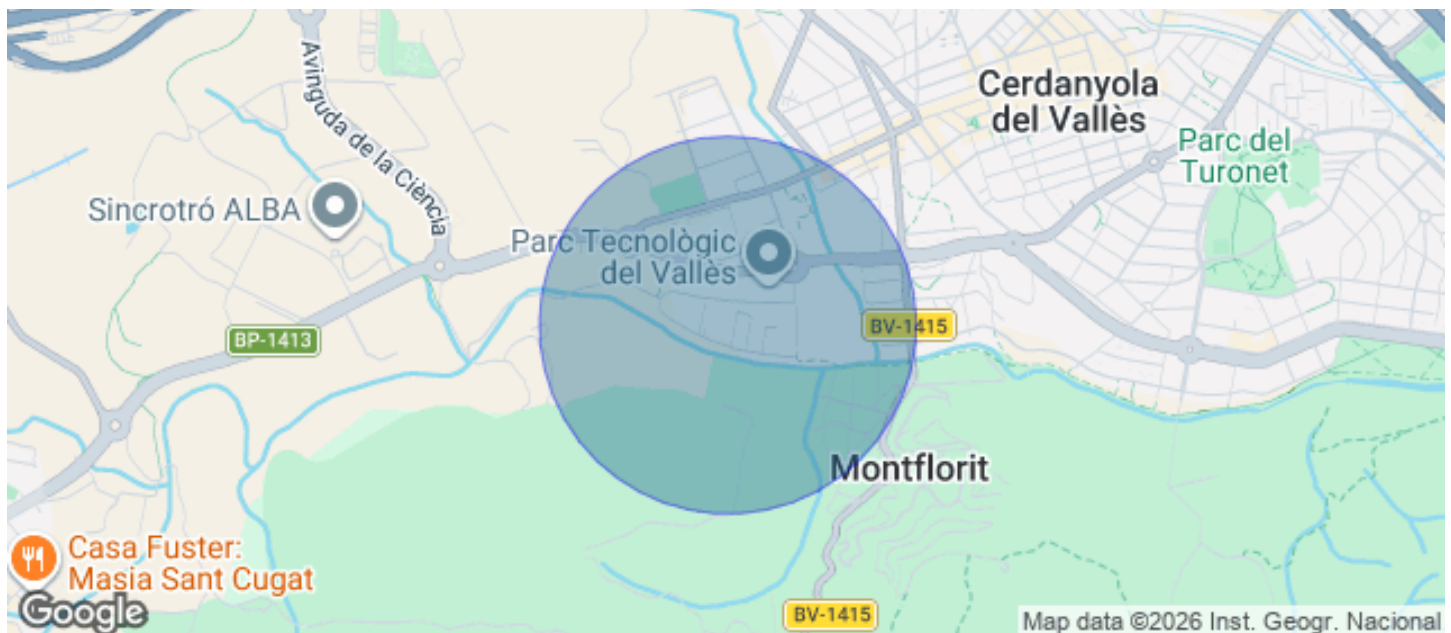 Avinguda de la Ciència
Cerdanyola
del Vallès
Parc del
Turonet
Sincrotró ALBA
Parc Tecnològic
del Vallès
BP-1413
BV-1415
Montflorit
Casa Fuster:
Masia Sant Cugat
Google
BV-1415
Map data ©2026 Inst. Geogr. Nacional